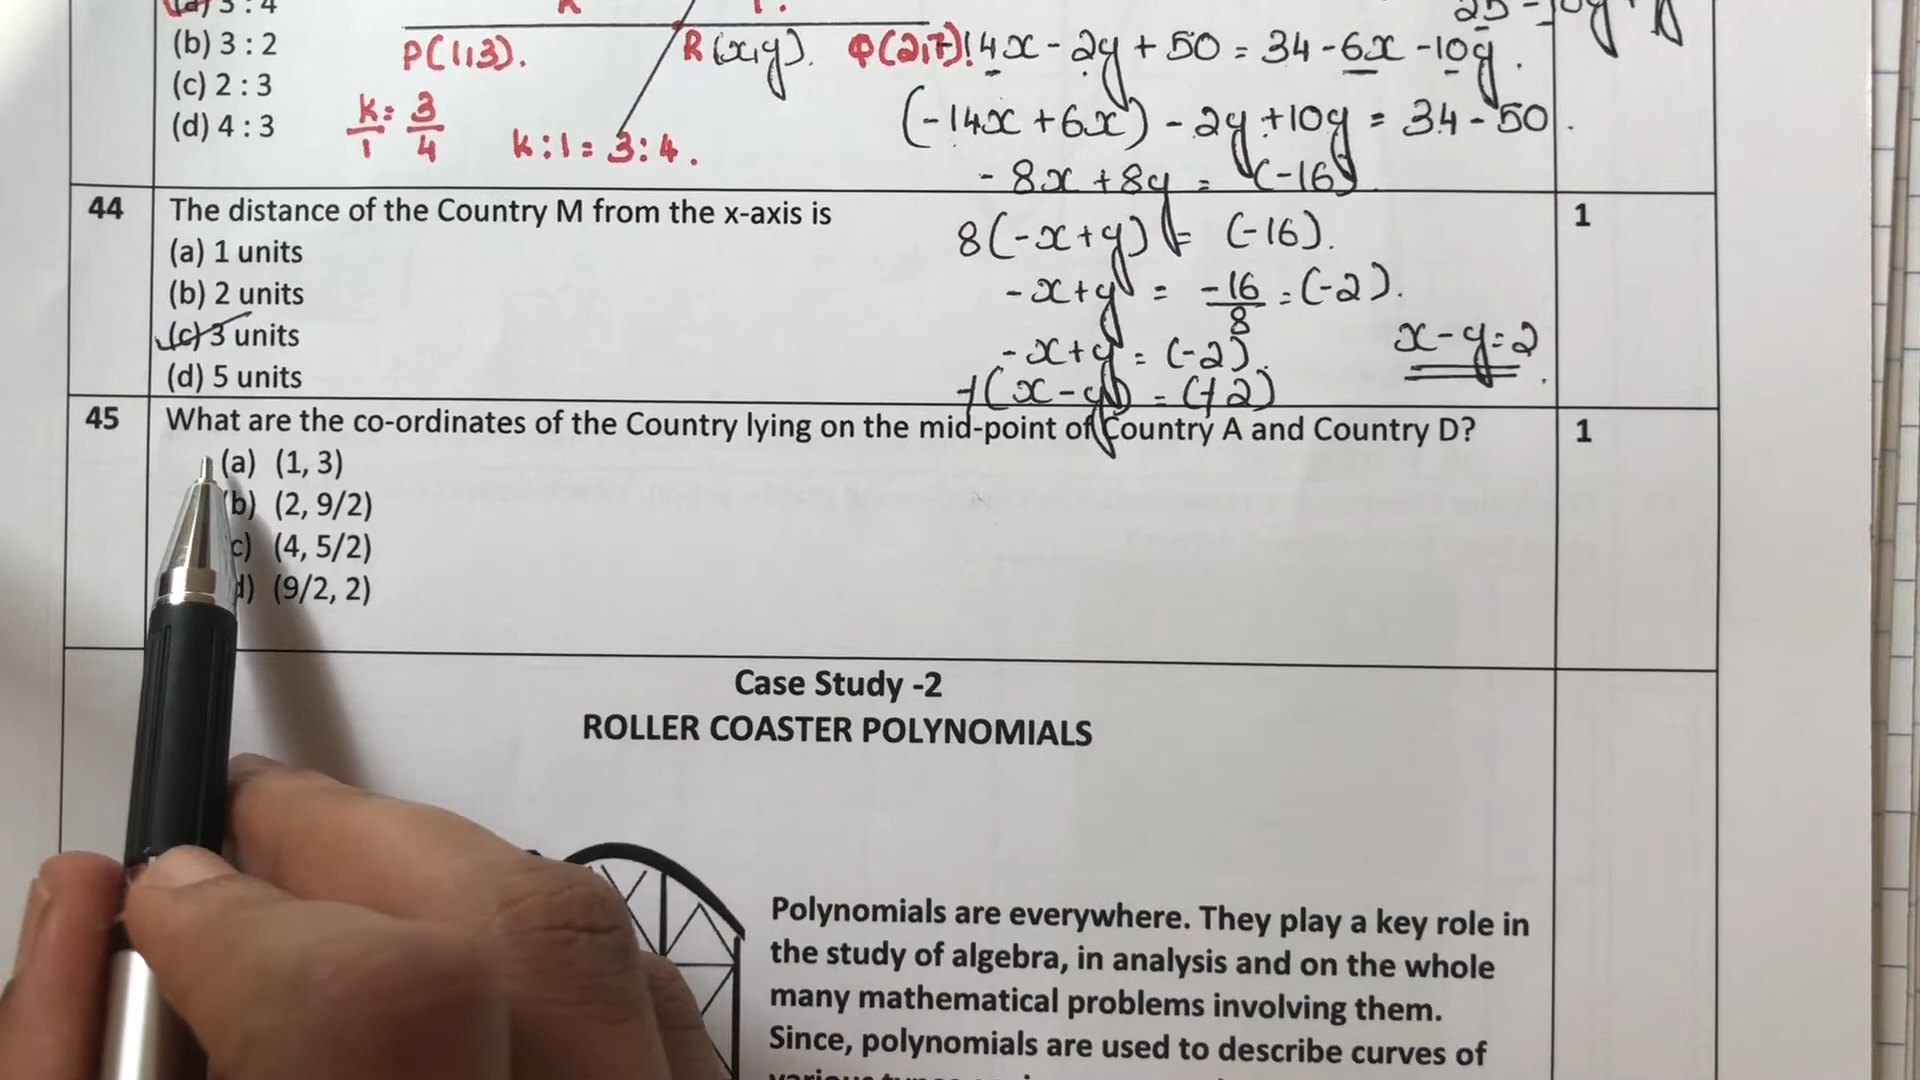 (a) 3 : 4
(b) 3 : 2
(c) 2 : 3
(d) 4 : 3
P(1,3).
R(x,y).
Q(2,7)
k/1 = 3/4
k:1 = 3:4.
4x - 2y + 50 = 34 - 6x - 10y.
(-14x + 6x) - 2y + 10y = 34 - 50.
- 8x + 8y = (-16)
44
The distance of the Country M from the x-axis is
1
(a) 1 units
(b) 2 units
(c) 3 units
(d) 5 units
8(-x+y) = (-16).
-x+y = -16/8 = (-2).
-x+y = (-2).
x-y=2
(x-y) = (+2)
45
What are the co-ordinates of the Country lying on the mid-point of Country A and Country D?
1
(a) (1, 3)
(b) (2, 9/2)
c) (4, 5/2)
d) (9/2, 2)
Case Study -2
ROLLER COASTER POLYNOMIALS
Polynomials are everywhere. They play a key role in
the study of algebra, in analysis and on the whole
many mathematical problems involving them.
Since, polynomials are used to describe curves of